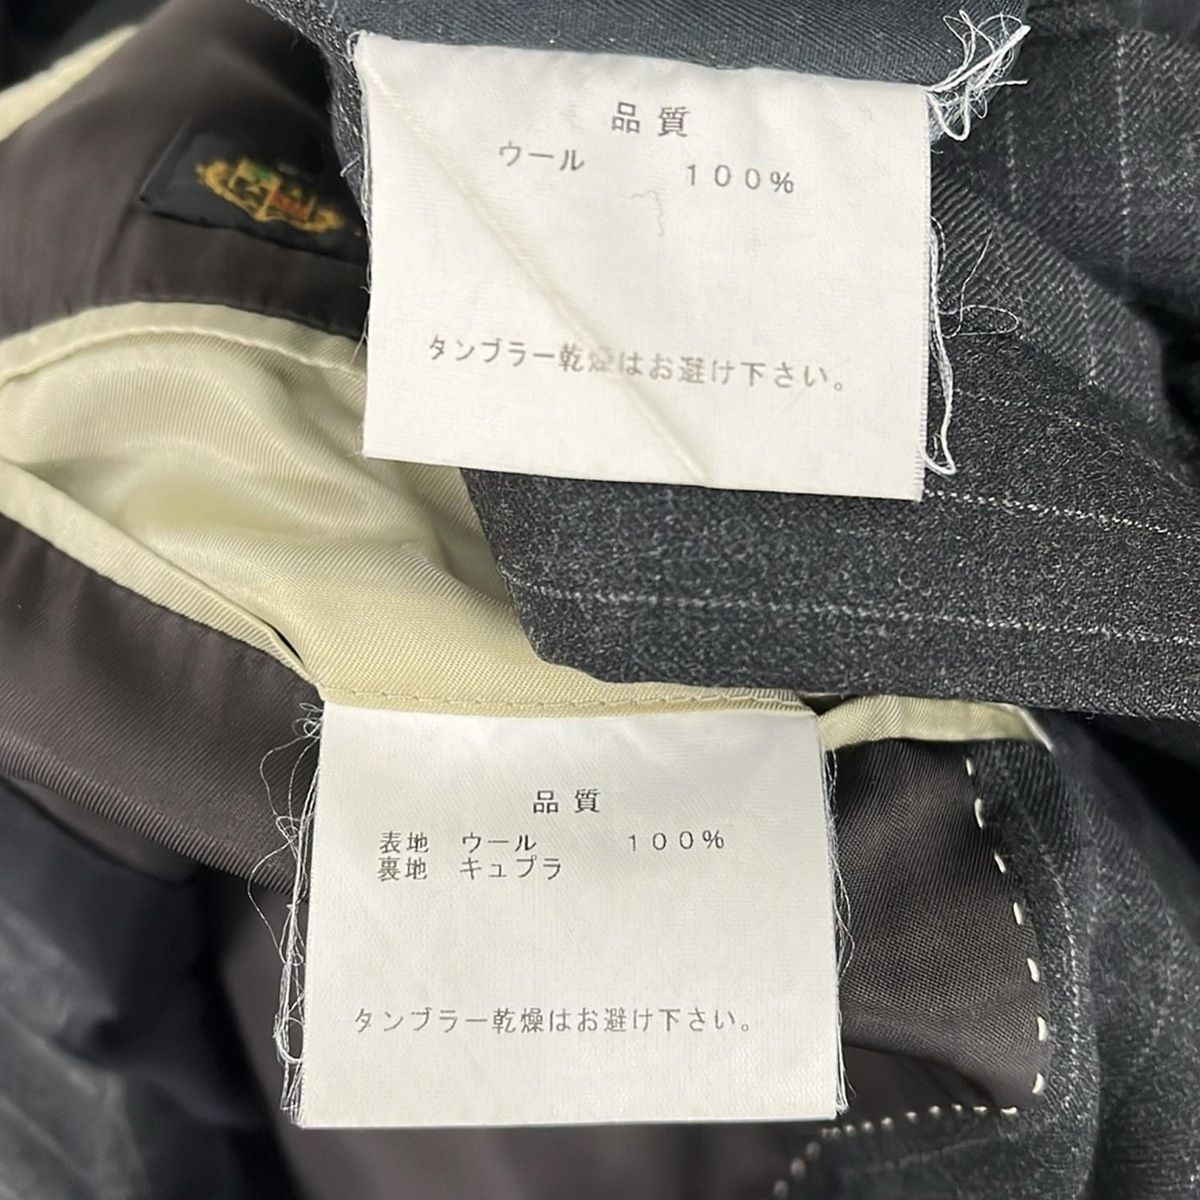 品質
ウール 100%
タンブラー乾燥はお避け下さい。
品質
表地 ウール 100%
裏地 キュプラ
タンブラー乾燥はお避け下さい。